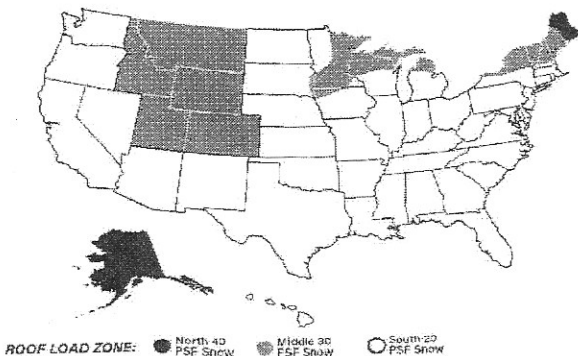 ROOF LOAD ZONE:
North 40
PSF Snow
Middle 30
PSF Snow
South 20
PSF Snow